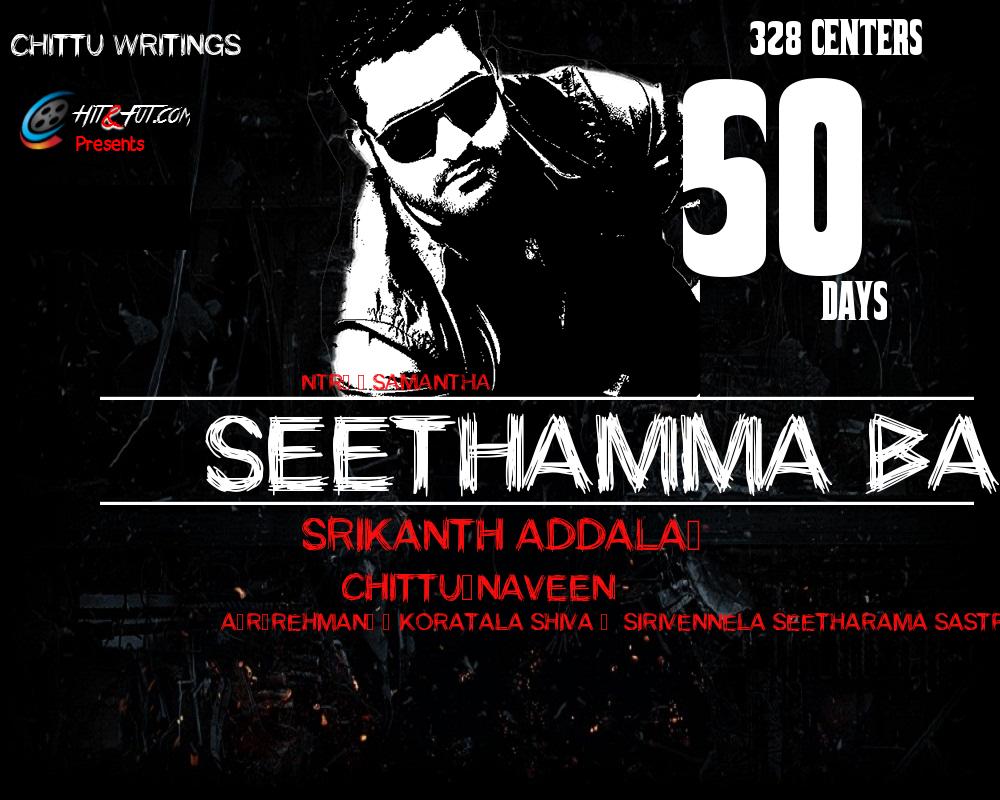 CHITTU WRITINGS
HIT&FUT.COM
Presents
328 CENTERS
50
DAYS
NTR SAMANTHA
SEETHAMMA BA
SRIKANTH ADDALA
CHITTU NAVEEN
A R REHMAN KORATALA SHIVA SIRIVENNELA SEETHARAMA SASTR